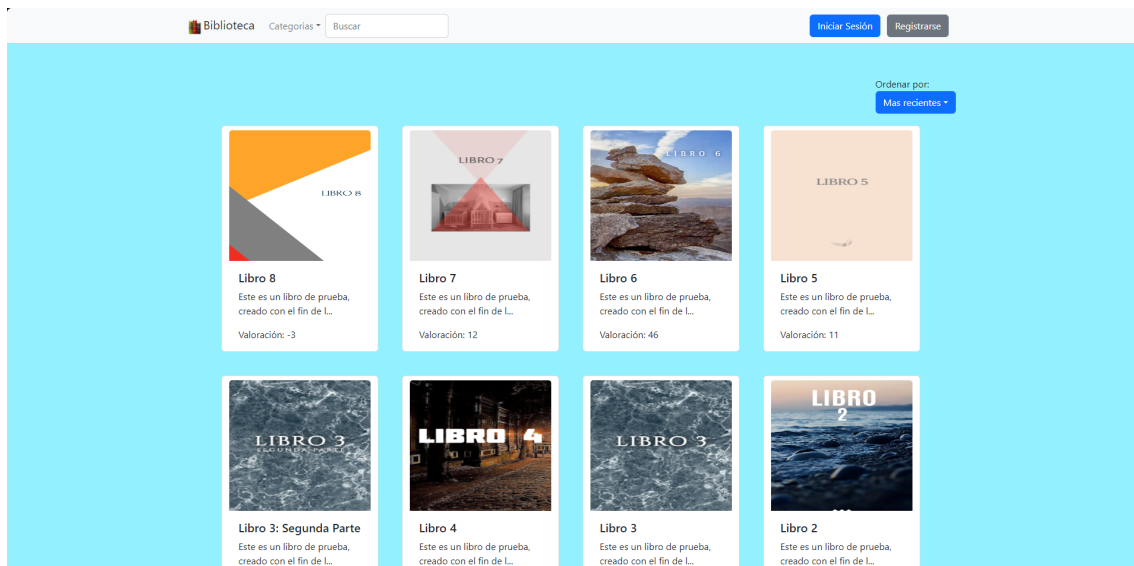 Biblioteca Categorias Buscar Iniciar Sesión Registrarse
Ordenar por:
Mas recientes
LIBRO 8
LIBRO 7
LIBRO 6
LIBRO 5
Libro 8
Este es un libro de prueba,
creado con el fin de l...
Valoración: -3
Libro 7
Este es un libro de prueba,
creado con el fin de l...
Valoración: 12
Libro 6
Este es un libro de prueba,
creado con el fin de l...
Valoración: 46
Libro 5
Este es un libro de prueba,
creado con el fin de l...
Valoración: 11
LIBRO 3
SEGUNDA PARTE
LIBRO 4
LIBRO 3
LIBRO
2
Libro 3: Segunda Parte
Este es un libro de prueba,
creado con el fin de l...
Libro 4
Este es un libro de prueba,
creado con el fin de l...
Libro 3
Este es un libro de prueba,
creado con el fin de l...
Libro 2
Este es un libro de prueba,
creado con el fin de l...